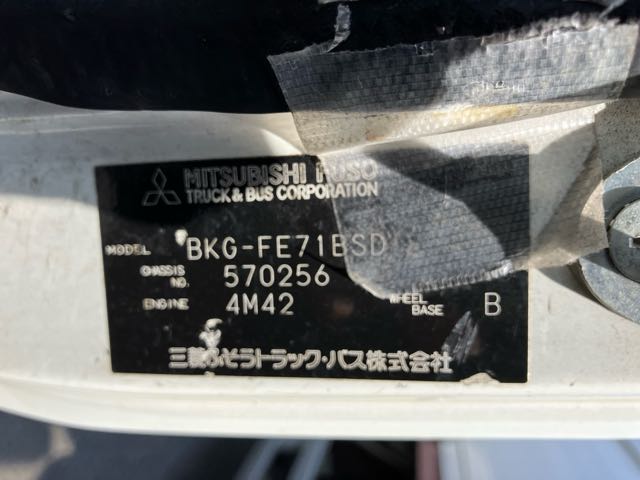 MITSUBISHI FUSO
TRUCK & BUS CORPORATION
MODEL BKG-FE71BSD
CHASSIS NO. 570256
ENGINE 4M42 WHEEL BASE B
三菱ふそうトラック・バス株式会社